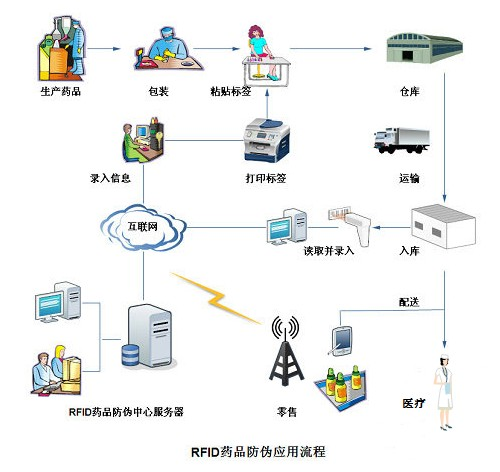 生产药品
包装
粘贴标签
仓库
录入信息
打印标签
运输
互联网
读取并录入
入库
配送
RFID药品防伪中心服务器
零售
医疗
RFID药品防伪应用流程